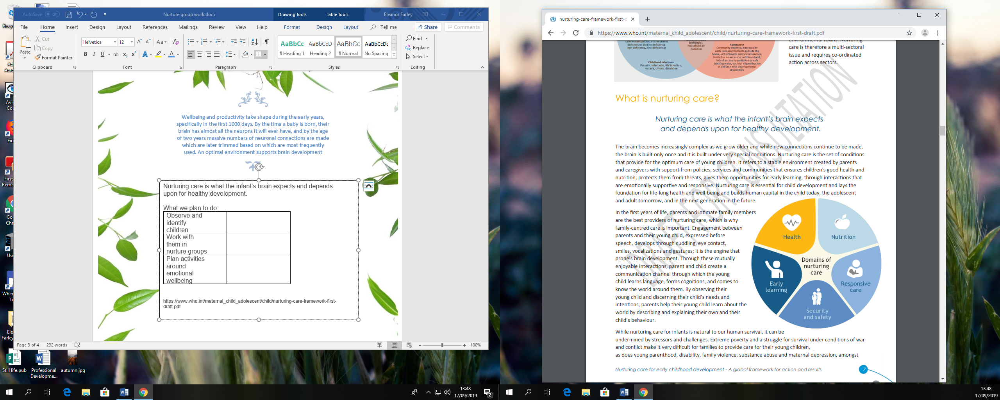 AutoSave Off
Nurture group work.docx
Drawing Tools
Table Tools
Eleanor Farley
File Home Insert Design Layout References Mailings Review View Help Format Design Layout Tell me
Share Comments
Paste
Cut
Copy
Format Painter
Clipboard
Helvetica 12
Font
Paragraph
AaBbCc AaBbCcD AaBbCc AaBbCcDc
¶ Heading 1 Heading 2 ¶ Normal No Spacing
Styles
Find
Replace
Select
Editing
Wellbeing and productivity take shape during the early years,
specifically in the first 1000 days. By the time a baby is born, their
brain has almost all the neurons it will ever have, and by the age
of two years massive numbers of neuronal connections are made
which are later trimmed based on which are most frequently
used. An optimal environment supports brain development
Nurturing care is what the infant's brain expects and depends
upon for healthy development.
What we plan to do:
Observe and
identify
children
Work with
them in
nurture groups
Plan activities
around
emotional
wellbeing
https://www.who.int/maternal_child_adolescent/child/nurturing-care-framework-first-
draft.pdf
Page 3 of 4 232 words
100%
Still life.pub
Professional
Developme...
autumn.jpg
13:48
17/09/2019
2
nurturing-care-framework-first-d
https://www.who.int/maternal_child_adolescent/child/nurturing-care-framework-first-draft.pdf
calorie malnutrition, micronutrient
deficiencies (iodine deficiency,
iron deficiency, zinc deficiency)
Childhood infections
Parasitic infections, HIV infection,
malaria, chronic diarrhoea
biphenyls),
household air
pollution
Community
Community violence, poor quality
early care environments outside the
home, lack of health and social services,
limited or no access to nutritious food,
lack of access to sanitation or safe
drinking water, societal stigmatisation
of children with developmental
disabilities
environmental toxins. Nurturing
care is therefore a multi-sectoral
issue and requires co-ordinated
action across sectors.
What is nurturing care?
Nurturing care is what the infant's brain expects
and depends upon for healthy development.
The brain becomes increasingly complex as we grow older and while new connections continue to be made,
the brain is built only once and it is built under very special conditions. Nurturing care is the set of conditions
that provide for the optimum care of young children. It refers to a stable environment created by parents
and caregivers with support from policies, services and communities that ensures children's good health and
nutrition, protects them from threats, gives them opportunities for early learning, through interactions that
are emotionally supportive and responsive. Nurturing care is essential for child development and lays the
foundation for life-long health and well-being and builds human capital in the child today, the adolescent
and adult tomorrow, and in the next generation in the future.
In the first years of life, parents and intimate family members
are the best providers of nurturing care, which is why
family-centred care is important. Engagement between
parents and their young child, expressed before
speech, develops through cuddling, eye contact,
smiles, vocalizations and gestures; it is the engine that
propels brain development. Through these mutually
enjoyable interactions, parent and child create a
communication channel through which the young
child learns language, forms cognitions, and comes to
know the world around them. By observing their
young child and discerning their child's needs and
intentions, parents help their young child learn about the
world by describing and explaining their own and their
child's behaviour.
Health
Nutrition
Domains of
nurturing
care
Early
learning
Responsive
care
Security
and safety
While nurturing care for infants is natural to our human survival, it can be
undermined by stressors and challenges. Extreme poverty and a struggle for survival under conditions of war
and conflict make it very difficult for families to provide care for their young children,
as does young parenthood, disability, family violence, substance abuse and maternal depression, amongst
Nurturing care for early childhood development - A global framework for action and results
7
DRAFT FOR CONSULTATION
13:48
17/09/2019